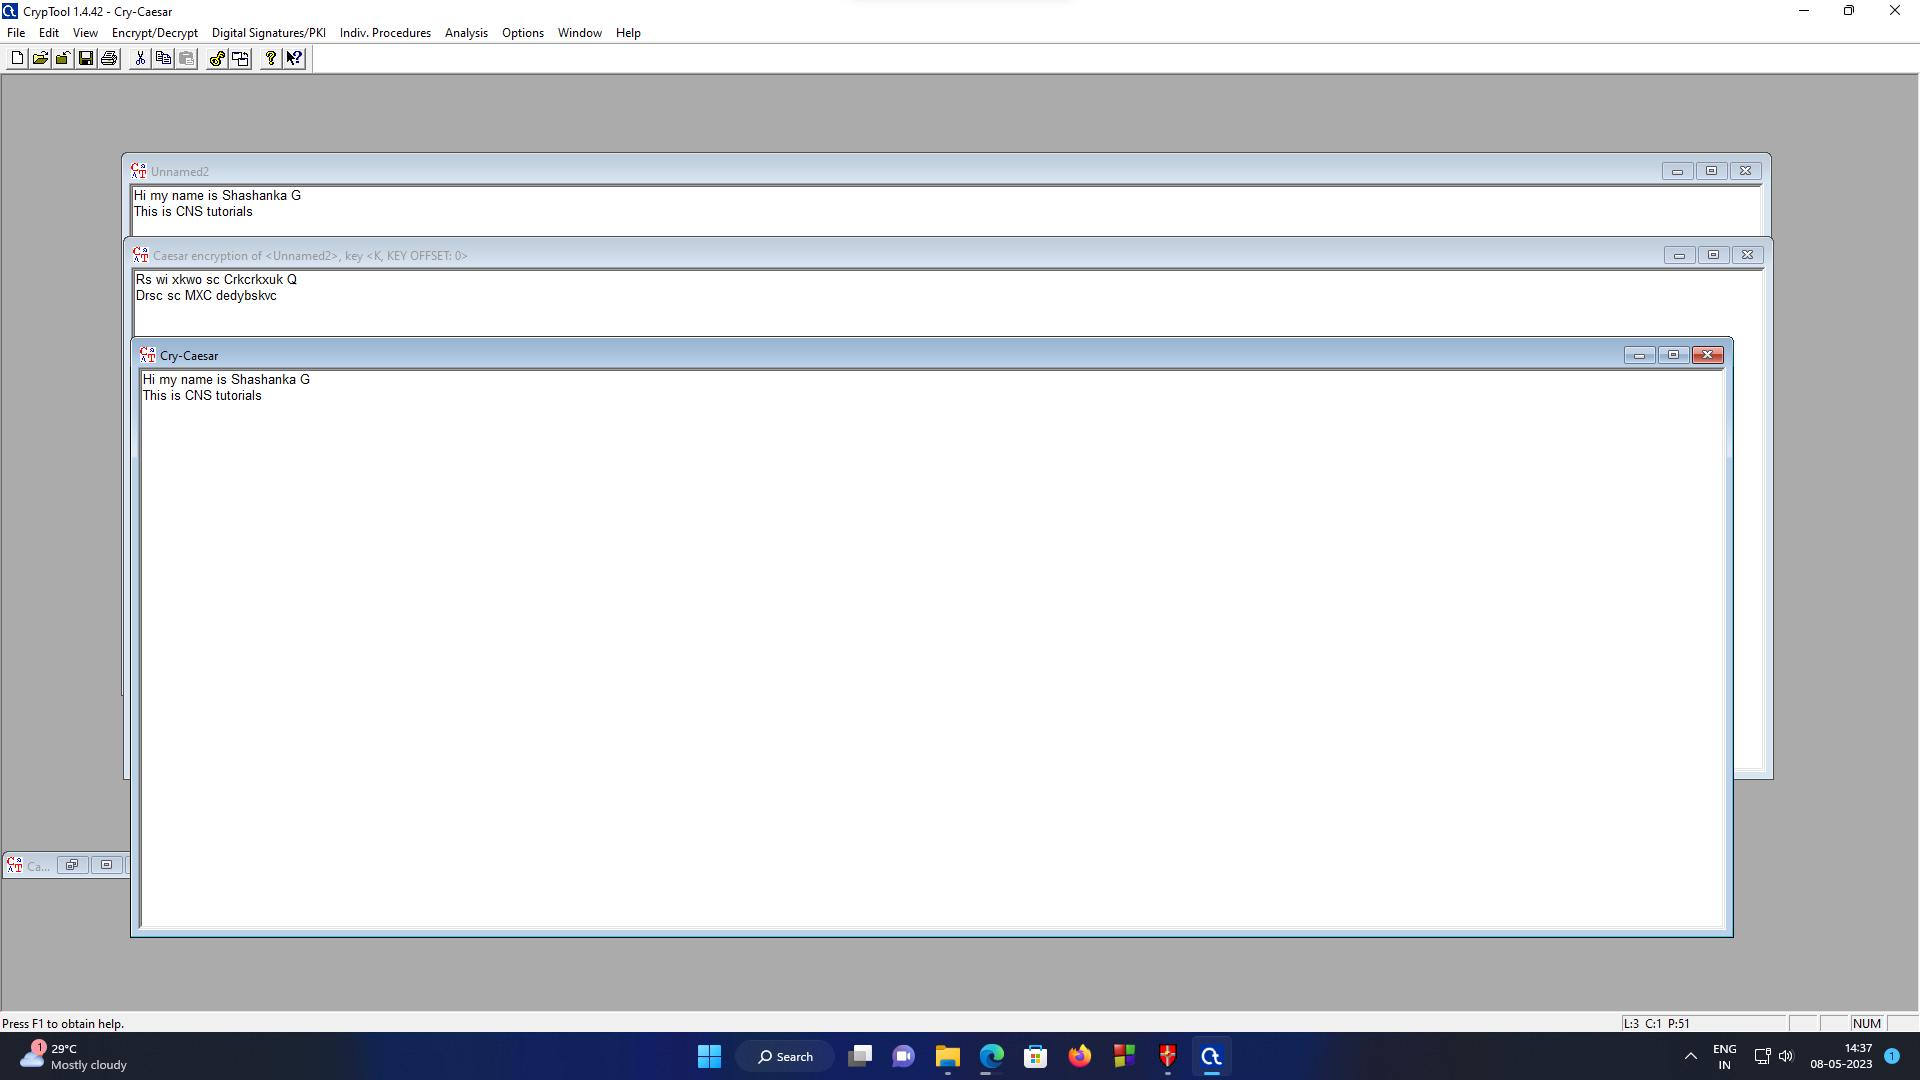 CrypTool 1.4.42 - Cry-Caesar
File Edit View Encrypt/Decrypt Digital Signatures/PKI Indiv. Procedures Analysis Options Window Help
Unnamed2
Hi my name is Shashanka G
This is CNS tutorials
Caesar encryption of <Unnamed2>, key <K, KEY OFFSET: 0>
Rs wi xkwo sc Crkcrkxuk Q
Drsc sc MXC dedybskvc
Cry-Caesar
Hi my name is Shashanka G
This is CNS tutorials
Ca...
Press F1 to obtain help.
L:3 C:1 P:51
NUM
1
29°C
Mostly cloudy
Search
ENG
IN
14:37
08-05-2023
1